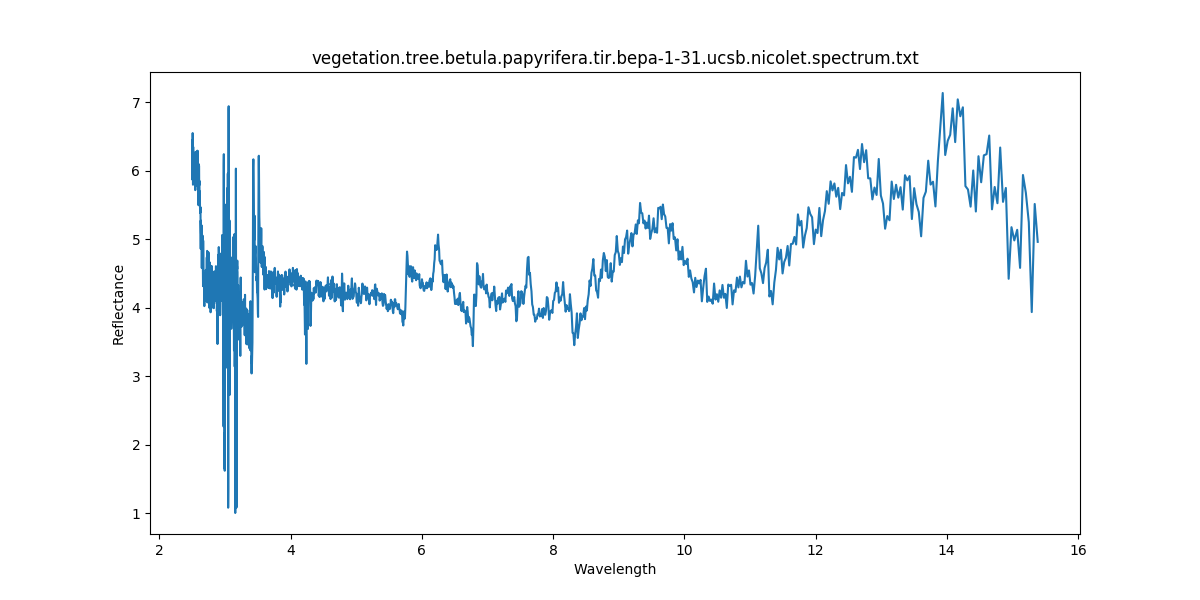 vegetation.tree.betula.papyrifera.tir.bepa-1-31.ucsb.nicolet.spectrum.txt
7
6
5
4
3
2
1
Reflectance
2 4 6 8 10 12 14 16
Wavelength